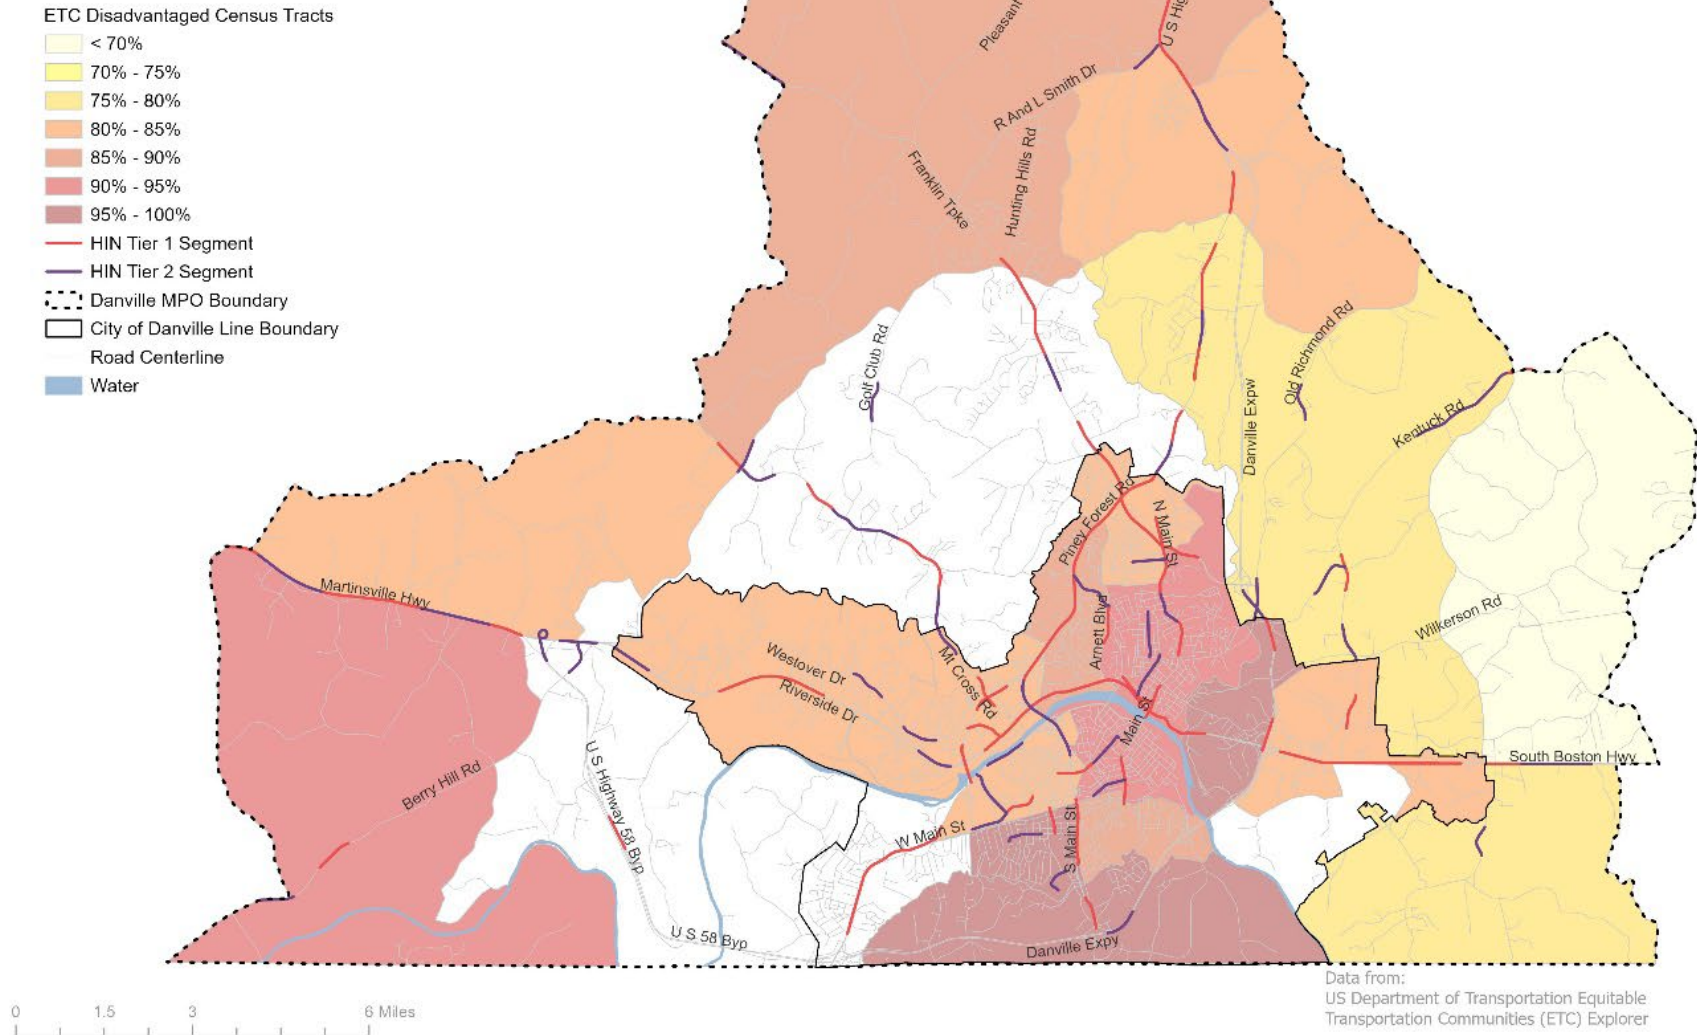 ETC Disadvantaged Census Tracts
< 70%
70% - 75%
75% - 80%
80% - 85%
85% - 90%
90% - 95%
95% - 100%
HIN Tier 1 Segment
HIN Tier 2 Segment
Danville MPO Boundary
City of Danville Line Boundary
Road Centerline
Water
Pleasant
U S Hig
R And L Smith Dr
Franklin Tpke
Hunting Hills Rd
Golf Club Rd
Old Richmond Rd
Danville Expw
Kentuck Rd
Piney Forest Rd
N Main St
Martinsville Hwy
Arnett Blvd
Wilkerson Rd
Westover Dr
Mt Cross Rd
Riverside Dr
Main St
South Boston Hwy
Berry Hill Rd
U S Highway 58 Byp
W Main St
S Main St
U S 58 Byp
Danville Expy
Data from:
US Department of Transportation Equitable
Transportation Communities (ETC) Explorer
0 1.5 3 6 Miles